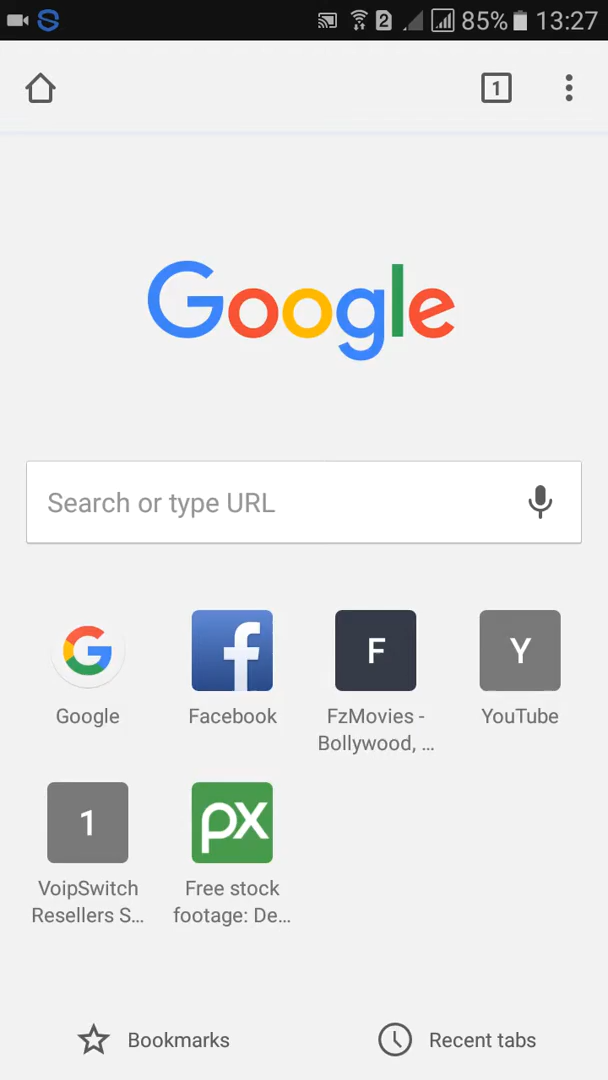 2 85% 13:27
1
Google
Search or type URL
G f F Y
Google Facebook FzMovies - YouTube
Bollywood, ...
1 px
VoipSwitch Free stock
Resellers S... footage: De...
Bookmarks Recent tabs